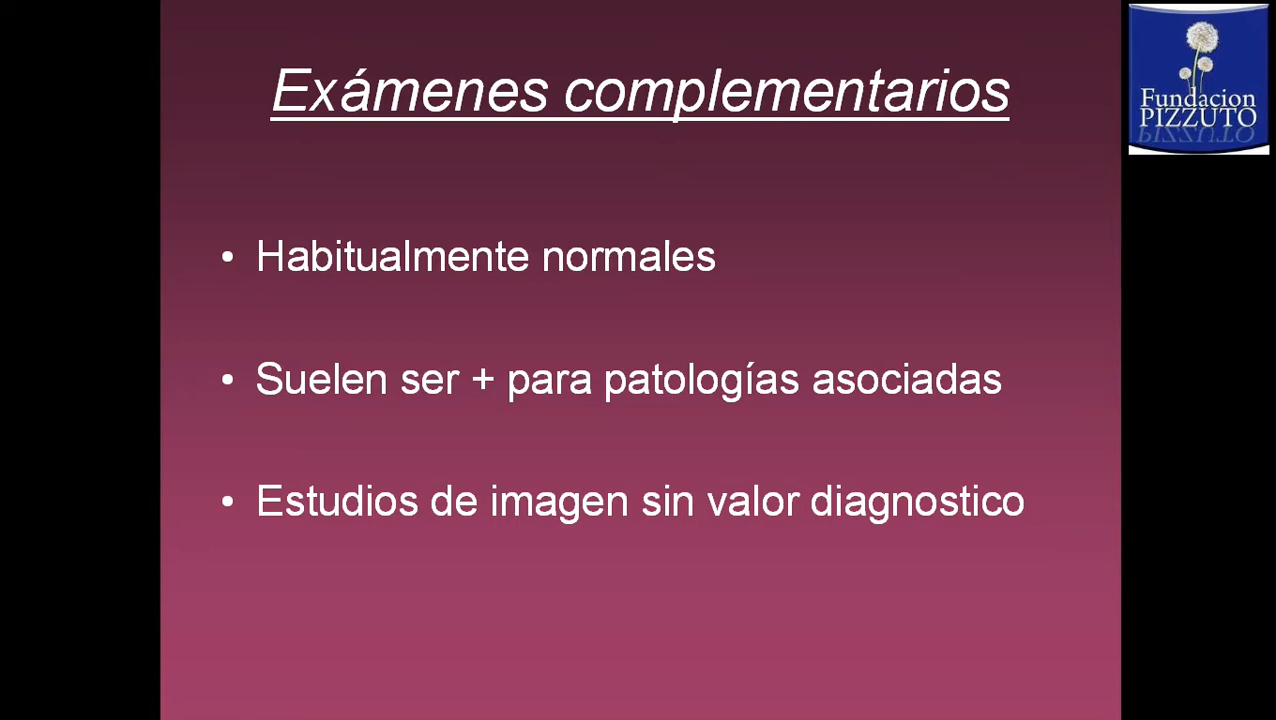 Exámenes complementarios
Fundacion
PIZZUTO
• Habitualmente normales
• Suelen ser + para patologías asociadas
• Estudios de imagen sin valor diagnostico